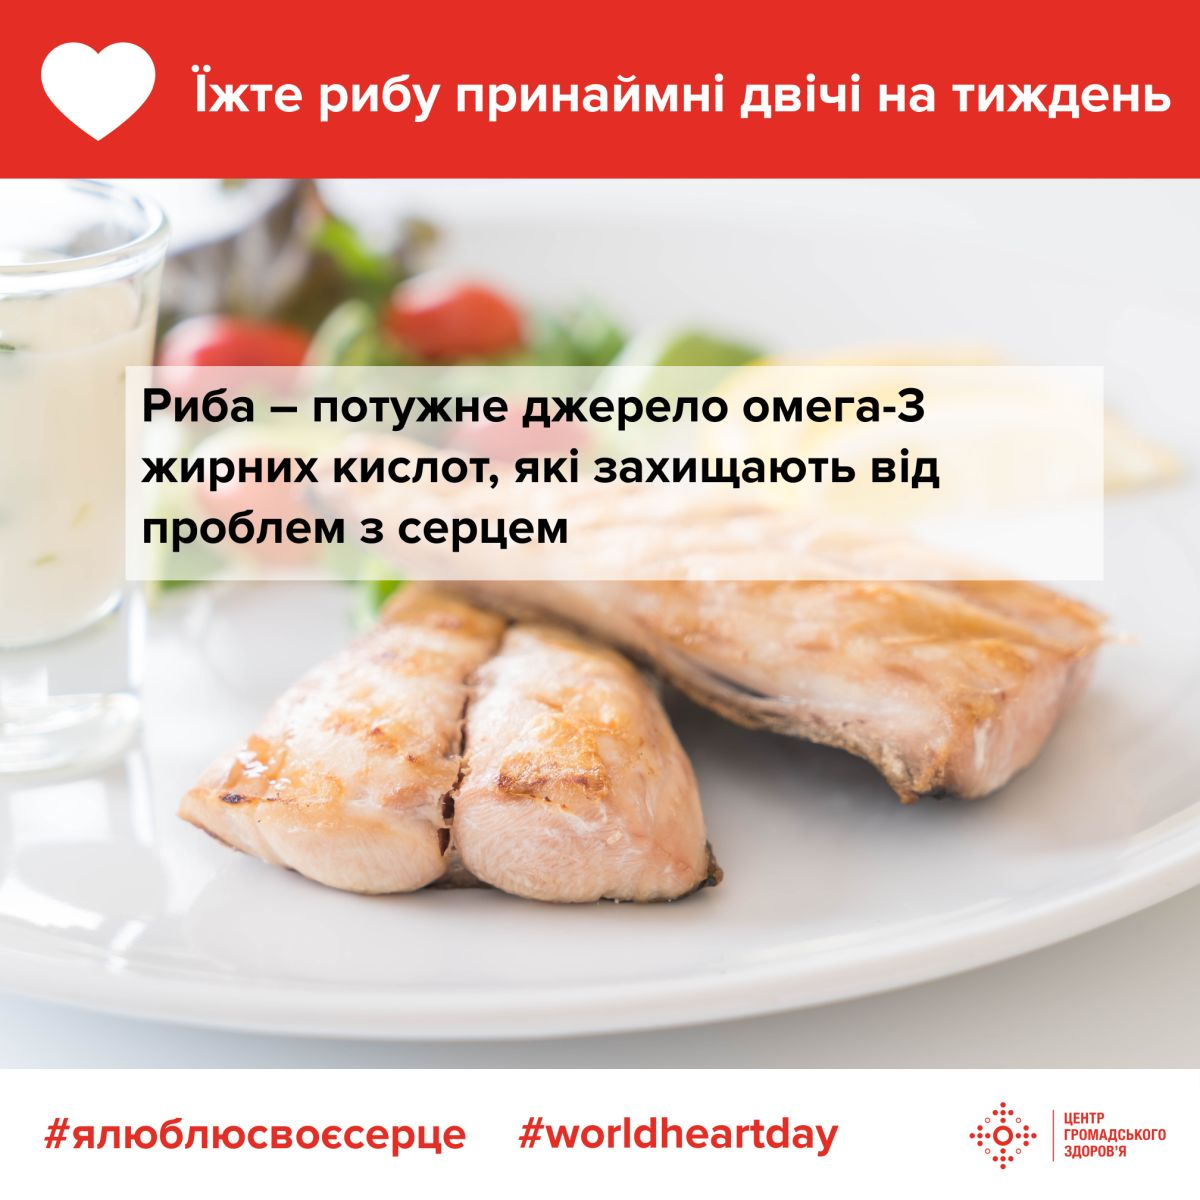 Їжте рибу принаймні двічі на тиждень
Риба – потужне джерело омега-3
жирних кислот, які захищають від
проблем з серцем
#ялюблюсвоєсерце #worldheartday
ЦЕНТР
ГРОМАДСЬКОГО
ЗДОРОВ'Я